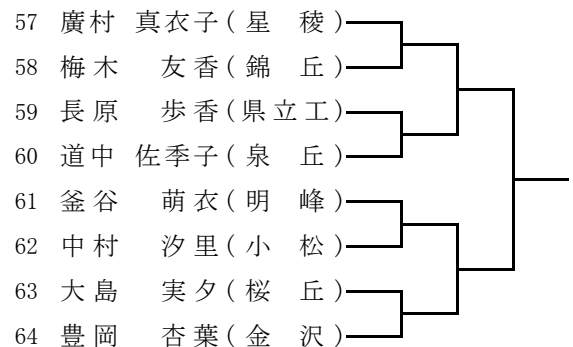 57 廣村 真衣子(星 稜)
58 梅木 友香(錦 丘)
59 長原 歩香(県立工)
60 道中 佐季子(泉 丘)
61 釜谷 萌衣(明 峰)
62 中村 汐里(小 松)
63 大島 実夕(桜 丘)
64 豊岡 杏葉(金 沢)